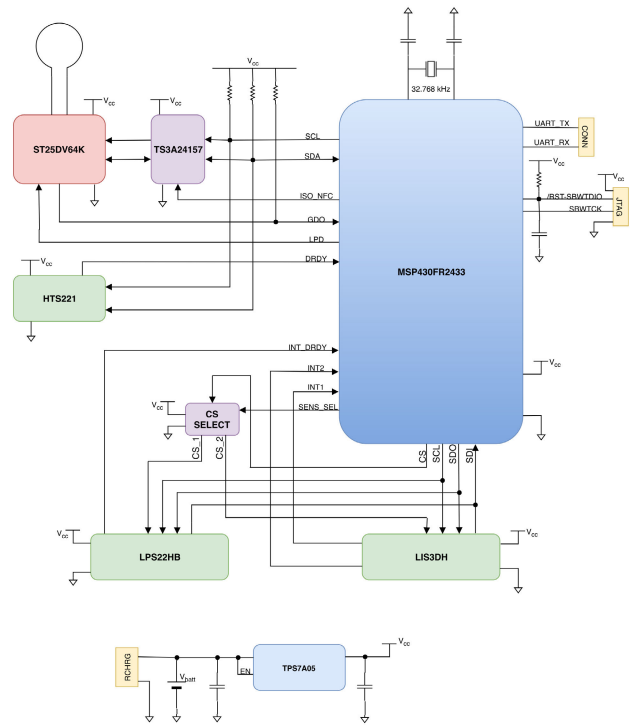 32.768 kHz
Vcc
Vcc
Vcc
ST25DV64K
TS3A24157
SCL
SDA
ISO_NFC
GDO
LPD
DRDY
UART_TX
UART_RX
CONN
Vcc
Vcc
/RST-SBWTDIO
SBWTCK
JTAG
MSP430FR2433
Vcc
HTS221
INT_DRDY
INT2
INT1
SENS_SEL
Vcc
Vcc
CS
SELECT
CS_1
CS_2
CS
SCL
SDO
SDI
Vcc
LPS22HB
LIS3DH
Vcc
RCHRG
Vbatt
EN
TPS7A05
Vcc